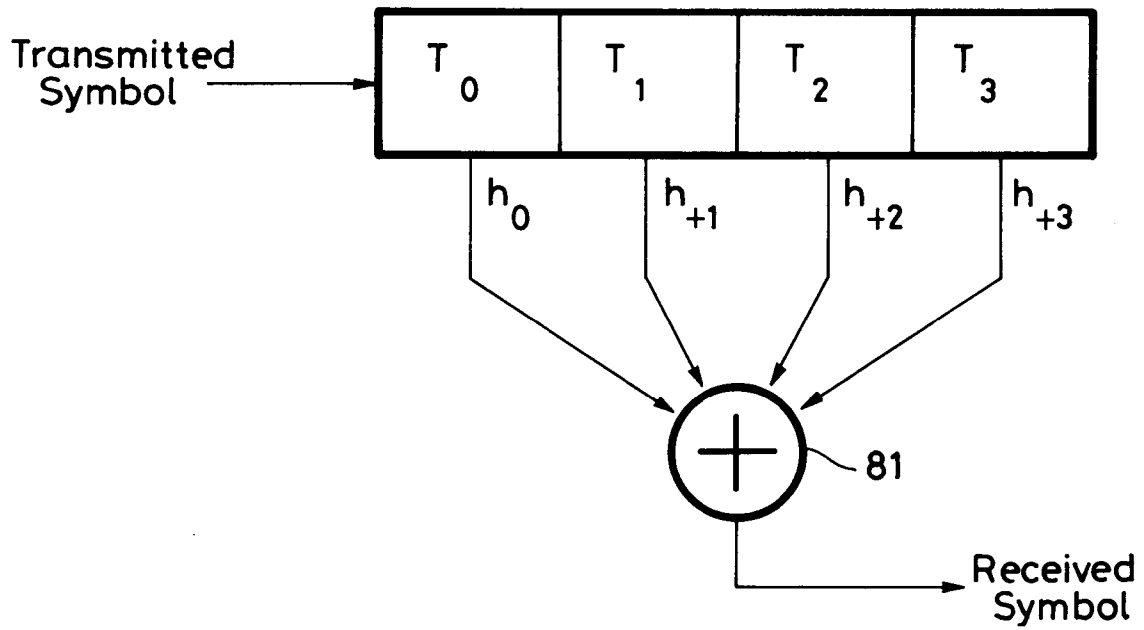 Transmitted
Symbol
T0
T1
T2
T3
h0
h+1
h+2
h+3
81
Received
Symbol